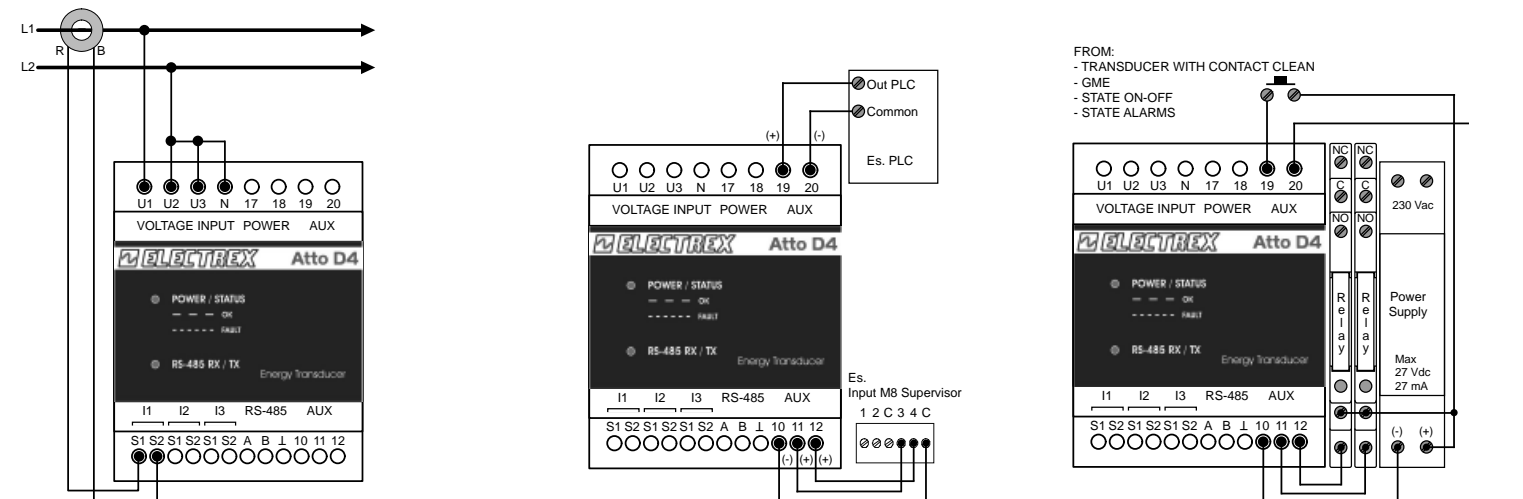 L1
R B
L2
U1 U2 U3 N 17 18 19 20
VOLTAGE INPUT POWER AUX
ELECTREX Atto D4
POWER / STATUS
OK
FAULT
RS-485 RX / TX
Energy Transducer
I1 I2 I3 RS-485 AUX
S1 S2 S1 S2 S1 S2 A B ⊥ 10 11 12
Out PLC
Common
Es. PLC
(+) (-)
U1 U2 U3 N 17 18 19 20
VOLTAGE INPUT POWER AUX
ELECTREX Atto D4
POWER / STATUS
OK
FAULT
RS-485 RX / TX
Energy Transducer
I1 I2 I3 RS-485 AUX
S1 S2 S1 S2 S1 S2 A B ⊥ 10 11 12
(-) (+) (+)
Es.
Input M8 Supervisor
1 2 C 3 4 C
FROM:
- TRANSDUCER WITH CONTACT CLEAN
- GME
- STATE ON-OFF
- STATE ALARMS
U1 U2 U3 N 17 18 19 20
VOLTAGE INPUT POWER AUX
ELECTREX Atto D4
POWER / STATUS
OK
FAULT
RS-485 RX / TX
Energy Transducer
I1 I2 I3 RS-485 AUX
S1 S2 S1 S2 S1 S2 A B ⊥ 10 11 12
NC NC
C C
NO NO
Relay
Relay
230 Vac
Power
Supply
Max
27 Vdc
27 mA
(-) (+)